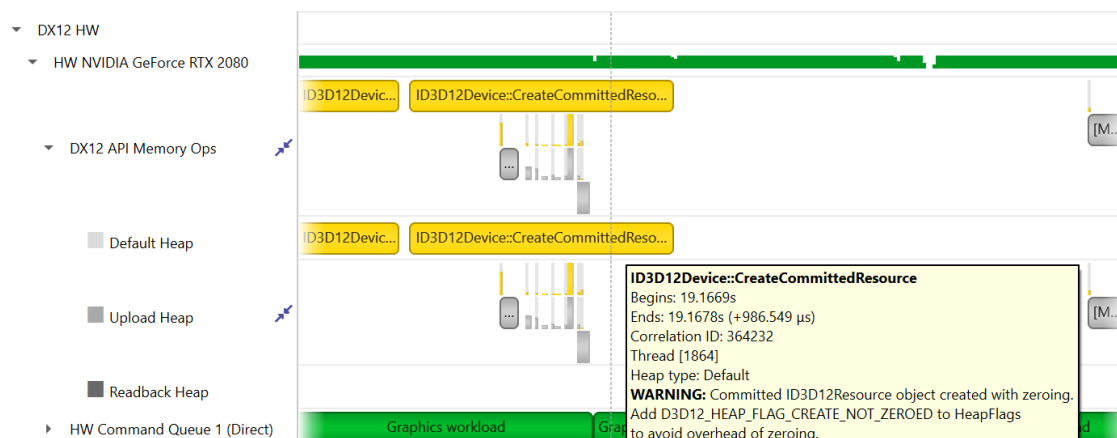 DX12 HW
HW NVIDIA GeForce RTX 2080
ID3D12Devic... ID3D12Device::CreateCommittedReso...
[M...
DX12 API Memory Ops
...
ID3D12Devic... ID3D12Device::CreateCommittedReso...
Default Heap
ID3D12Device::CreateCommittedResource
Begins: 19.1669s
Ends: 19.1678s (+986.549 μs)
Correlation ID: 364232
Thread [1864]
Heap type: Default
WARNING: Committed ID3D12Resource object created with zeroing.
Add D3D12_HEAP_FLAG_CREATE_NOT_ZEROED to HeapFlags
to avoid overhead of zeroing.
Upload Heap
...
[M...
Readback Heap
HW Command Queue 1 (Direct)
Graphics workload